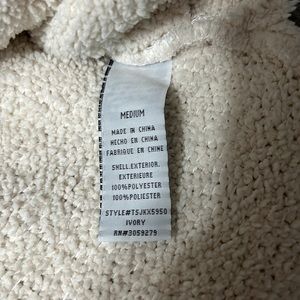 MEDIUM
MADE IN CHINA
HECHO EN CHINA
FABRIQUE EN CHINE
SHELL.EXTERIOR.
EXTERIEURE
100%POLYESTER
100%POLIESTER
STYLE#TSJKX5950
IVORY
RN#3059279